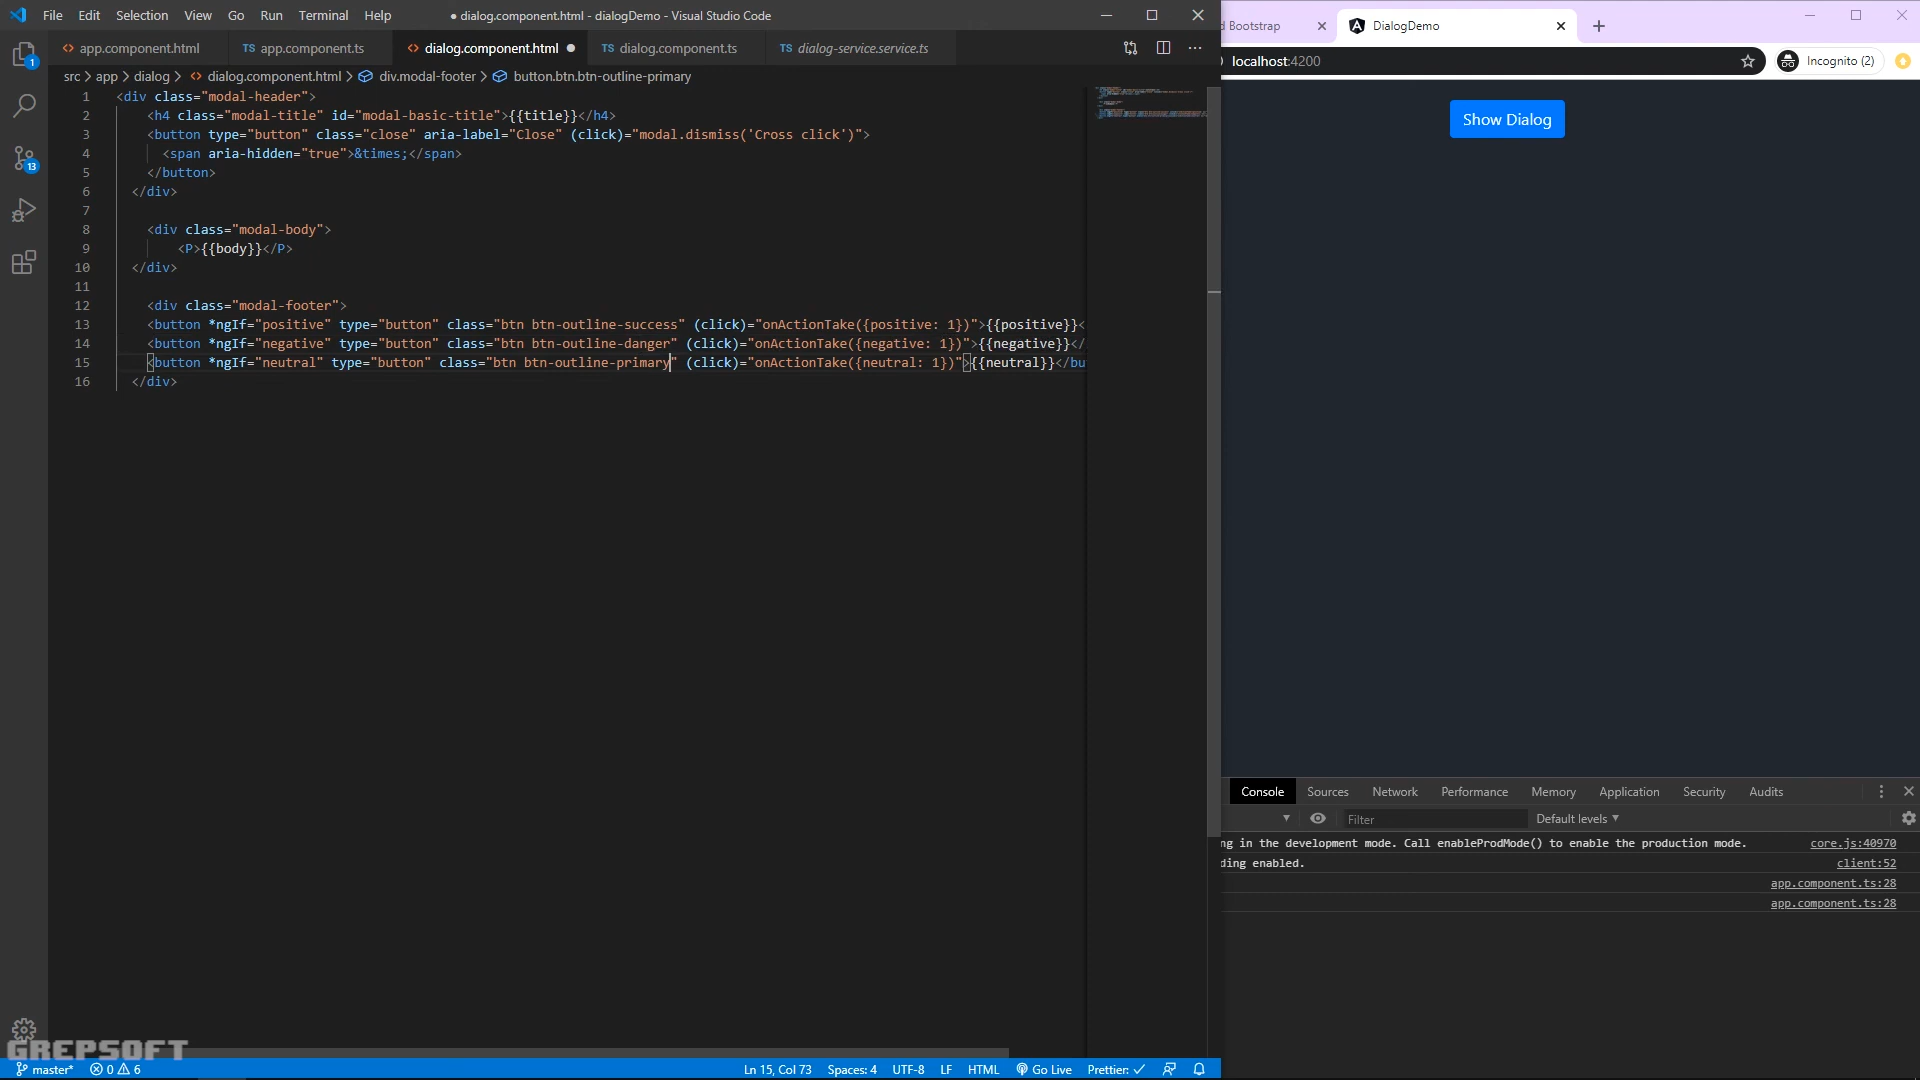 File Edit Selection View Go Run Terminal Help
● dialog.component.html - dialogDemo - Visual Studio Code
app.component.html
TS app.component.ts
dialog.component.html ●
TS dialog.component.ts
TS dialog-service.service.ts
src > app > dialog > dialog.component.html > div.modal-footer > button.btn.btn-outline-primary
1 <div class="modal-header">
2 <h4 class="modal-title" id="modal-basic-title">{{title}}</h4>
3 <button type="button" class="close" aria-label="Close" (click)="modal.dismiss('Cross click')">
4 <span aria-hidden="true">&times;</span>
5 </button>
6 </div>
7
8 <div class="modal-body">
9 <P>{{body}}</P>
10 </div>
11
12 <div class="modal-footer">
13 <button *ngIf="positive" type="button" class="btn btn-outline-success" (click)="onActionTake({positive: 1})">{{positive}}<
14 <button *ngIf="negative" type="button" class="btn btn-outline-danger" (click)="onActionTake({negative: 1})">{{negative}}</
15 <button *ngIf="neutral" type="button" class="btn btn-outline-primary" (click)="onActionTake({neutral: 1})">{{neutral}}</bu
16 </div>
1
13
GREPSOFT
master* 0 6
Ln 15, Col 73 Spaces: 4 UTF-8 LF HTML Go Live Prettier: ✓
d Bootstrap
DialogDemo
localhost:4200
Incognito (2)
Show Dialog
Console Sources Network Performance Memory Application Security Audits
Filter
Default levels ▼
ng in the development mode. Call enableProdMode() to enable the production mode. core.js:40970
ding enabled. client:52
app.component.ts:28
app.component.ts:28